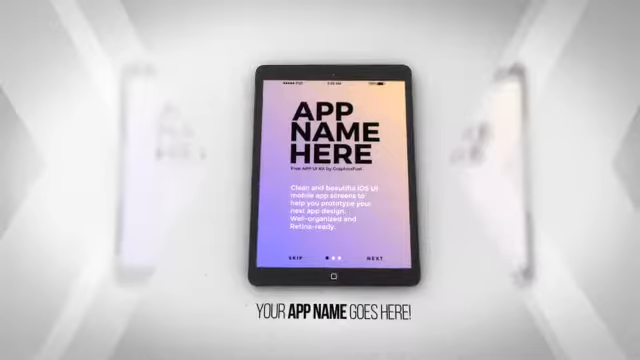 APP
NAME
HERE
Free APP UI Kit by GraphicsFuel
Clean and beautiful iOS UI
mobile app screens to
help you prototype your
next app design.
Well-organized and
Retina-ready.
SKIP
NEXT
YOUR APP NAME GOES HERE!